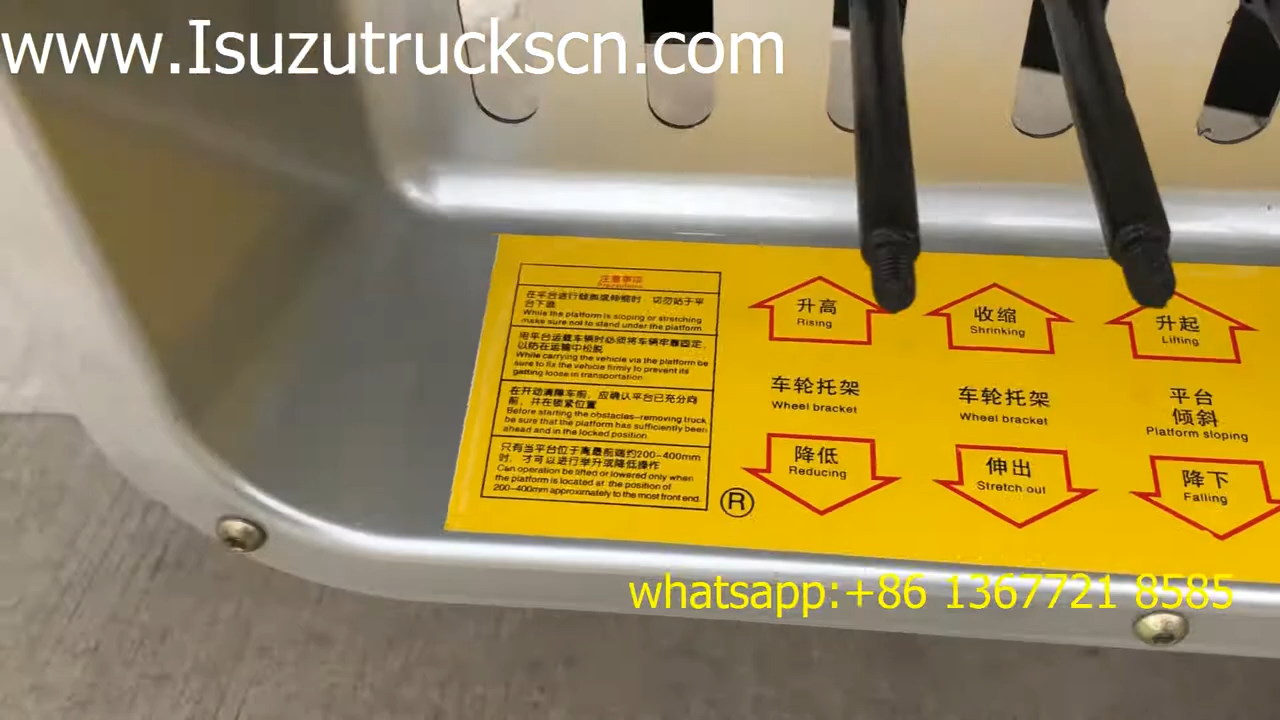 www.Isuzutruckscn.com
注意事项
Precautions
在平台进行倾斜或伸缩时，切勿站于平
台下面
While the platform is sloping or stretching
make sure not to stand under the platform
用平台运载车辆时必须将车辆牢靠固定，
以防在运输中松脱
While carrying the vehicle via the platform be
sure to fix the vehicle firmly to prevent its
getting loose in transportation
在开动清障车前，应确认平台已充分向
前，并在锁紧位置
Before starting the obstacles-removing truck
be sure that the platform has sufficiently been
ahead and in the locked position
只有当平台位于离最前端约200-400mm
时，才可以进行举升或降低操作
Can operation be lifted or lowered only when
the platform is located at the position of
200-400mm approximately to the most front end.
®
升高
Rising
车轮托架
Wheel bracket
降低
Reducing
收缩
Shrinking
车轮托架
Wheel bracket
伸出
Stretch out
升起
Lifting
平台
倾斜
Platform sloping
降下
Falling
whatsapp:+86 1367721 8585